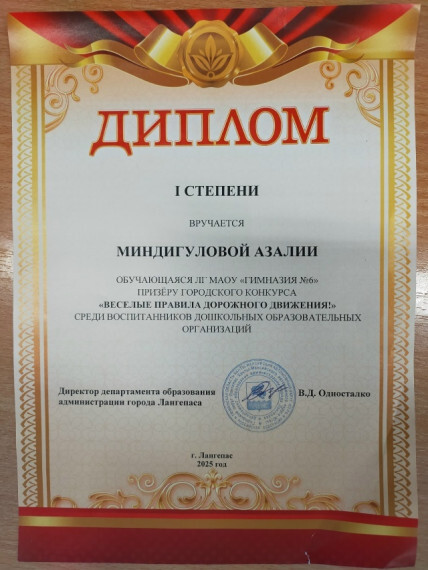 ДИПЛОМ
I СТЕПЕНИ
ВРУЧАЕТСЯ
МИНДИГУЛОВОЙ АЗАЛИИ
ОБУЧАЮЩАЯСЯ ЛГ МАОУ «ГИМНАЗИЯ №6»
ПРИЗЁРУ ГОРОДСКОГО КОНКУРСА
«ВЕСЕЛЫЕ ПРАВИЛА ДОРОЖНОГО ДВИЖЕНИЯ!»
СРЕДИ ВОСПИТАННИКОВ ДОШКОЛЬНЫХ ОБРАЗОВАТЕЛЬНЫХ
ОРГАНИЗАЦИЙ
Директор департамента образования
администрации города Лангепаса
В.Д. Односталко
г. Лангепас
2025 год